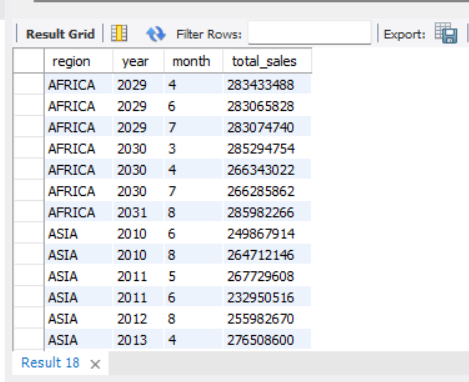 Result Grid Filter Rows: Export:
region year month total_sales
AFRICA 2029 4 283433488
AFRICA 2029 6 283065828
AFRICA 2029 7 283074740
AFRICA 2030 3 285294754
AFRICA 2030 4 266343022
AFRICA 2030 7 266285862
AFRICA 2031 8 285982266
ASIA 2010 6 249867914
ASIA 2010 8 264712146
ASIA 2011 5 267729608
ASIA 2011 6 232950516
ASIA 2012 8 255982670
ASIA 2013 4 276508600
Result 18